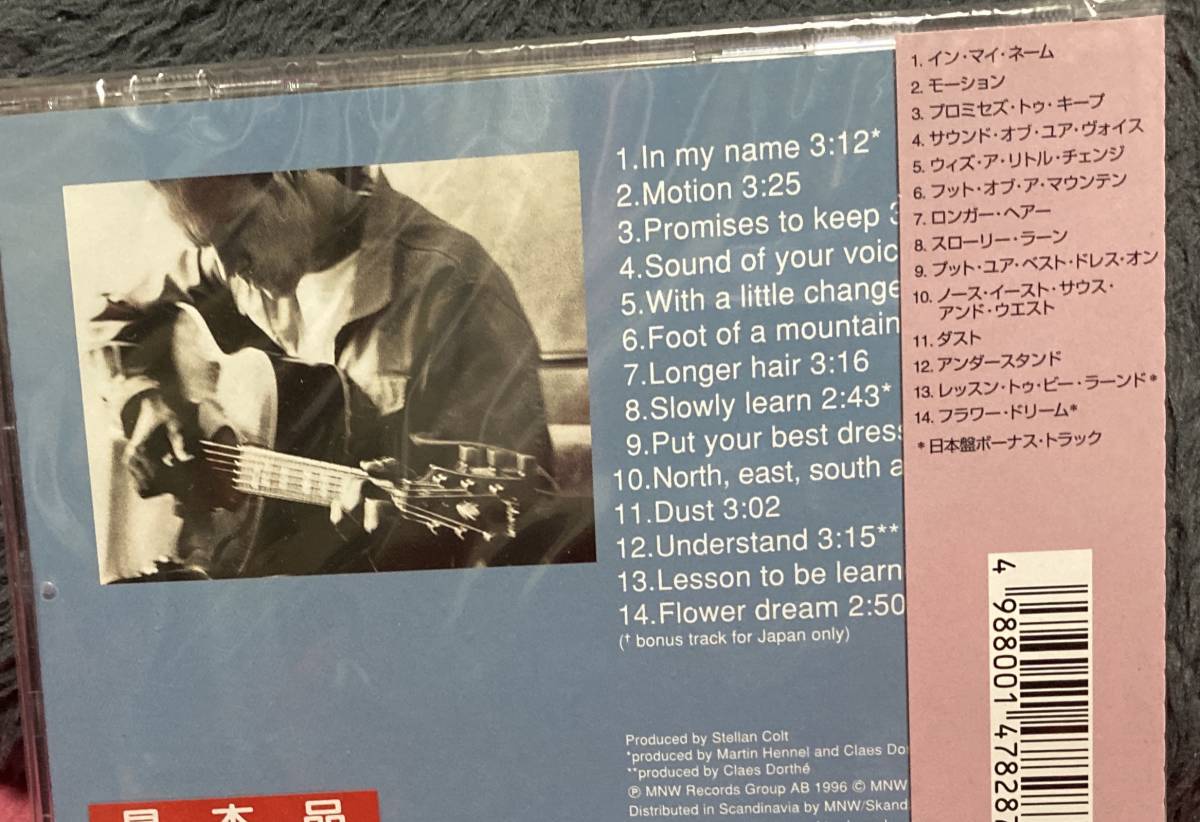 1.In my name 3:12*
2.Motion 3:25
3.Promises to keep
4.Sound of your voic
5.With a little change
6.Foot of a mountain
7.Longer hair 3:16
8.Slowly learn 2:43*
9.Put your best dres
10.North, east, south a
11.Dust 3:02
12.Understand 3:15**
13.Lesson to be learn
14.Flower dream 2:50
(† bonus track for Japan only)
Produced by Stellan Colt
*produced by Martin Hennel and Claes Do
**produced by Claes Dorthé
℗ MNW Records Group AB 1996 © MNW
Distributed in Scandinavia by MNW/Skand
見本品
1. イン・マイ・ネーム
2. モーション
3. プロミセズ・トゥ・キープ
4. サウンド・オブ・ユア・ヴォイス
5. ウィズ・ア・リトル・チェンジ
6. フット・オブ・ア・マウンテン
7. ロンガー・ヘアー
8. スローリー・ラーン
9. プット・ユア・ベスト・ドレス・オン
10. ノース・イースト・サウス・
アンド・ウエスト
11. ダスト
12. アンダースタンド
13. レッスン・トゥ・ビー・ラーンド*
14. フラワー・ドリーム*
*日本盤ボーナス・トラック
4 988001 478287